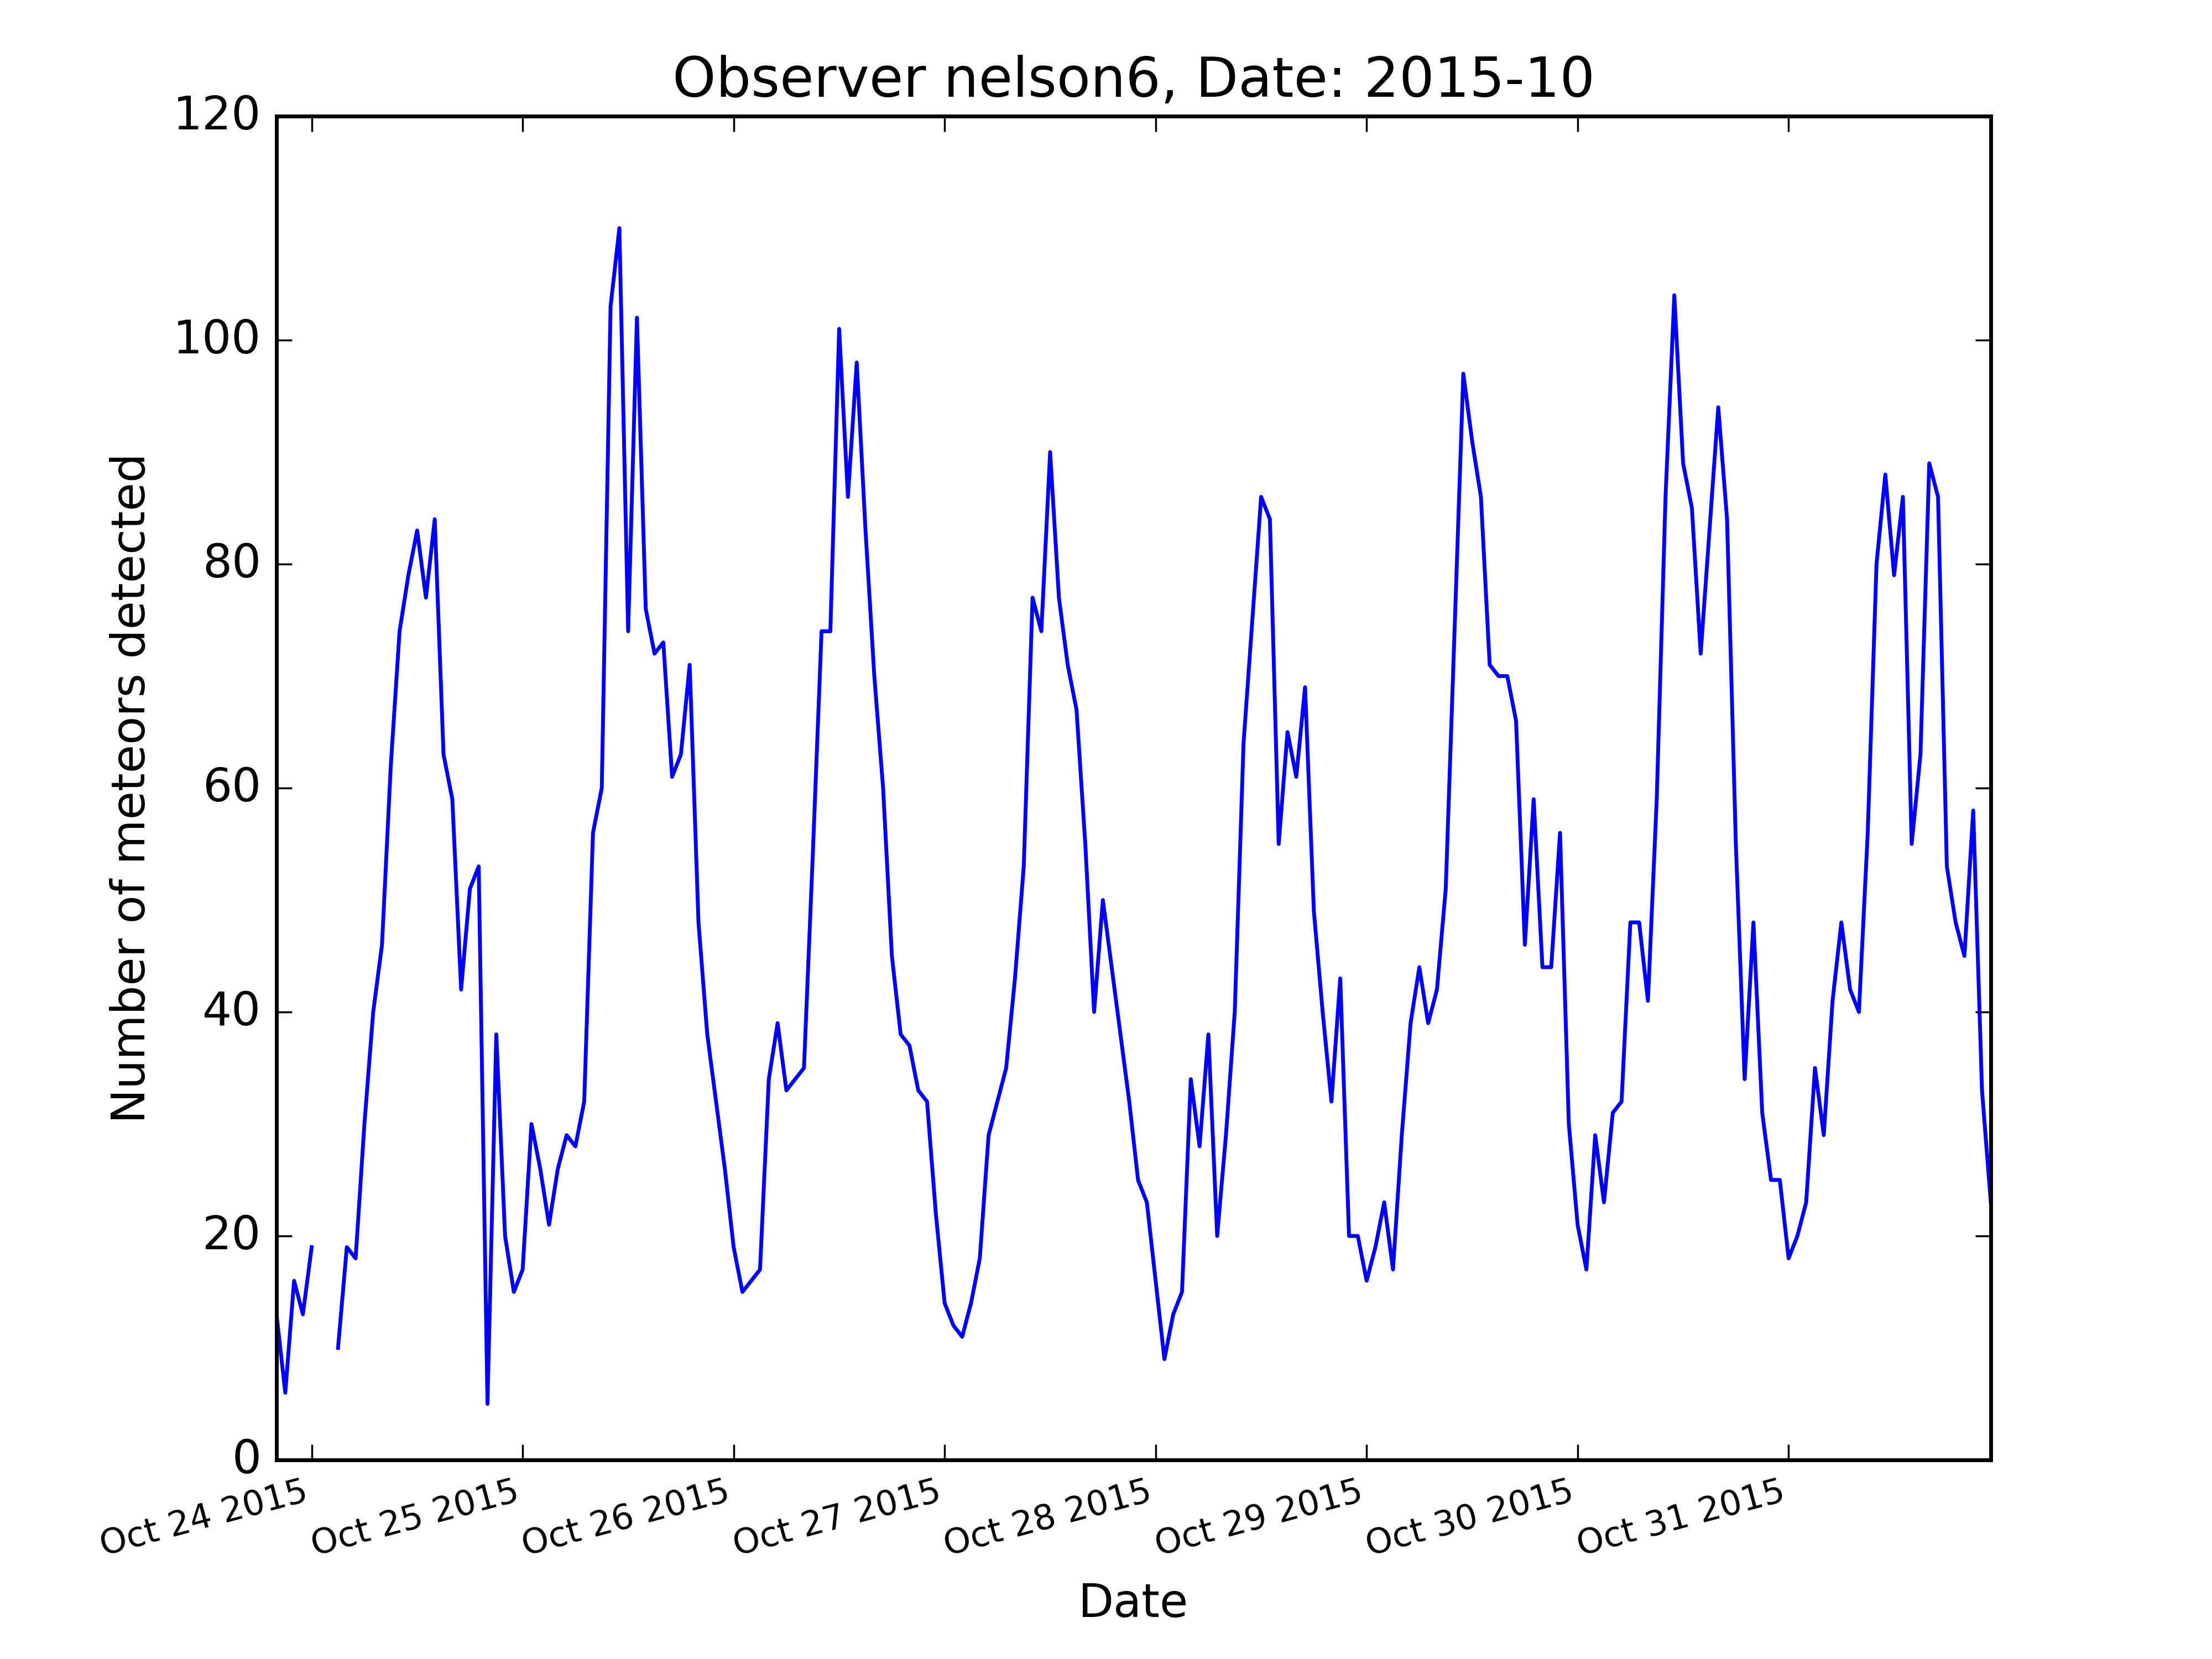 Observer nelson6, Date: 2015-10
120
100
80
60
40
20
0
Number of meteors detected
Oct 24 2015
Oct 25 2015
Oct 26 2015
Oct 27 2015
Oct 28 2015
Oct 29 2015
Oct 30 2015
Oct 31 2015
Date